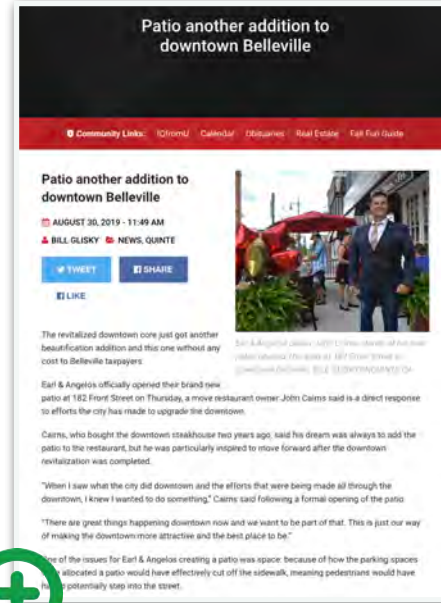 Patio another addition to
downtown Belleville
Community Links: Calendar Obituaries Real Estate Fall Fun Guide
Patio another addition to
downtown Belleville
AUGUST 30, 2019 - 11:49 AM
BILL GLISKY NEWS, QUINTE
TWEET SHARE
LIKE
The revitalized downtown core just got another
beautification addition and this one without any
cost to Belleville taxpayers.
Earl & Angelos officially opened their brand new
patio at 182 Front Street on Thursday, a move restaurant owner John Cairns said is a direct response
to efforts the city has made to upgrade the downtown.
Cairns, who bought the downtown steakhouse two years ago, said his dream was always to add the
patio to the restaurant, but he was particularly inspired to move forward after the downtown
revitalization was completed.
"When I saw what the city did downtown and the efforts that were being made all through the
downtown, I knew I wanted to do something," Cairns said following a formal opening of the patio.
"There are great things happening downtown now and we want to be part of that. This is just our way
of making the downtown more attractive and the best place to be."
One of the issues for Earl & Angelos creating a patio was space: because of how the parking spaces
allocated a patio would have effectively cut off the sidewalk, meaning pedestrians would have
potentially step into the street.